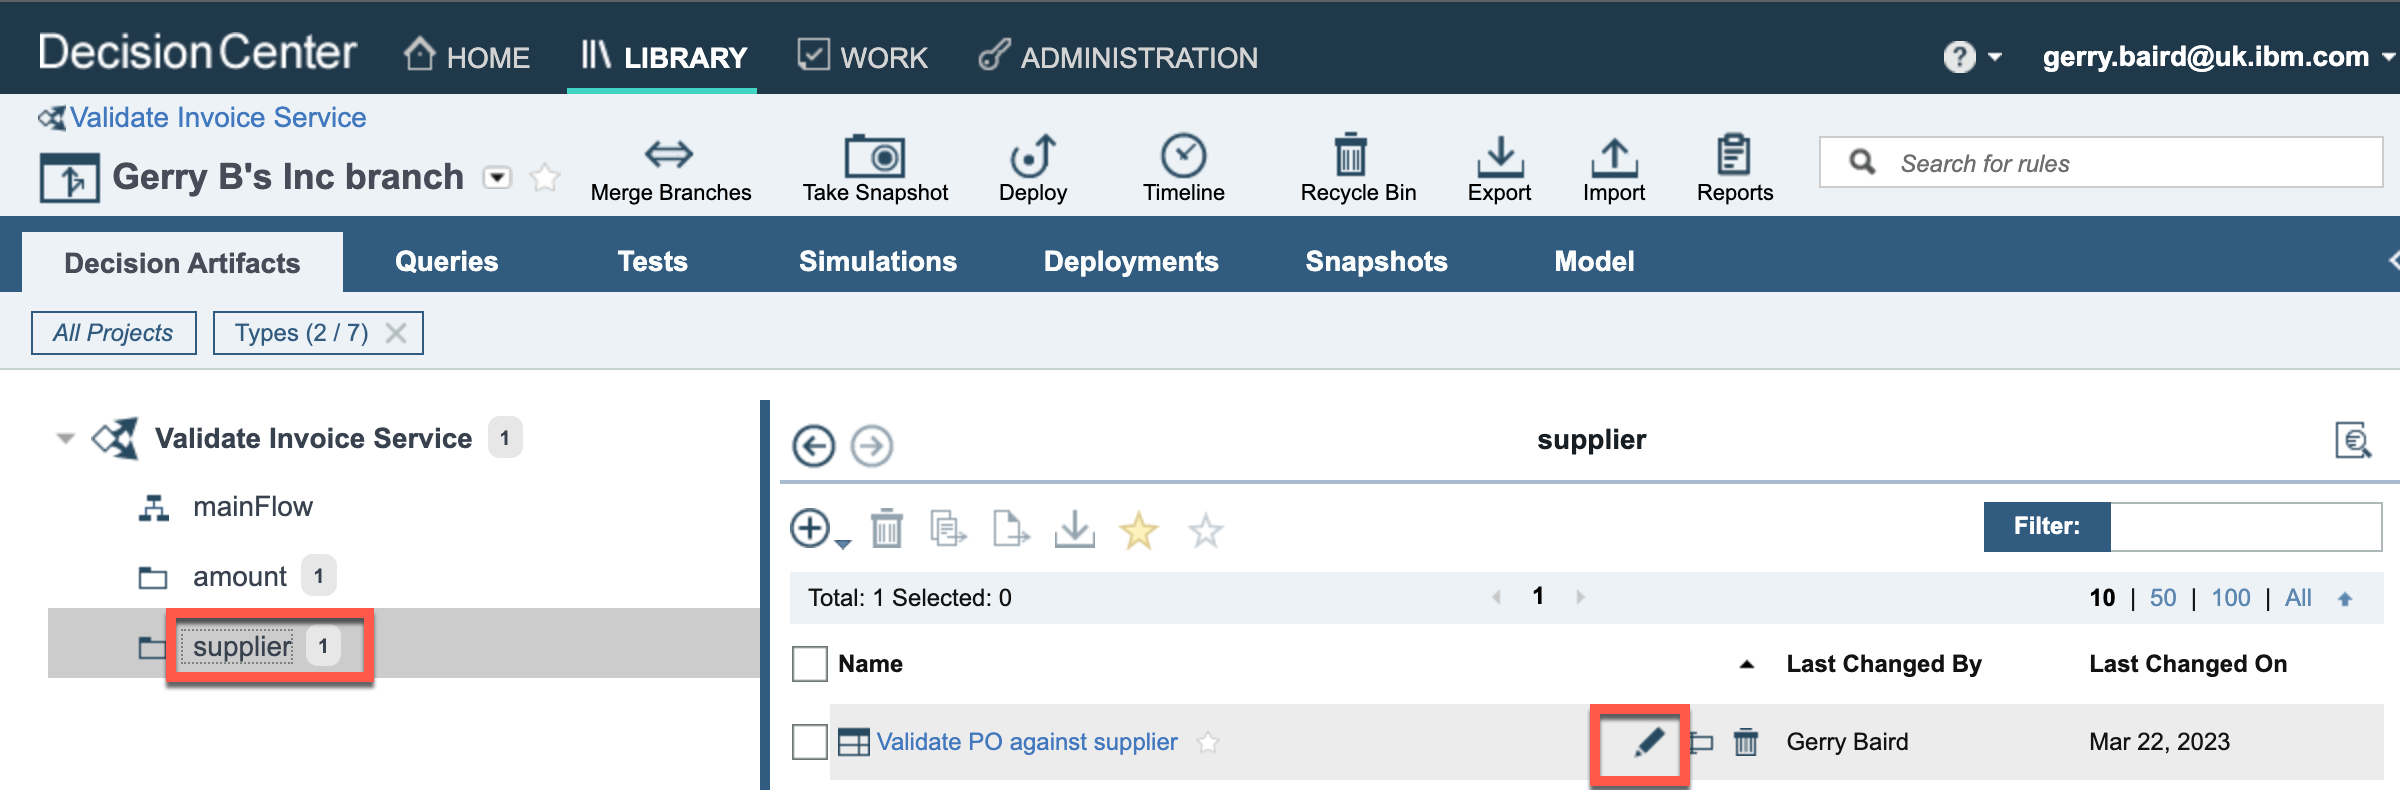 Decision Center HOME LIBRARY WORK ADMINISTRATION ? gerry.baird@uk.ibm.com
Validate Invoice Service
Gerry B's Inc branch
Merge Branches Take Snapshot Deploy Timeline Recycle Bin Export Import Reports Search for rules
Decision Artifacts Queries Tests Simulations Deployments Snapshots Model
All Projects Types (2 / 7)
Validate Invoice Service 1
mainFlow
amount 1
supplier 1
supplier
Filter:
Total: 1 Selected: 0 1 10 | 50 | 100 | All
Name Last Changed By Last Changed On
Validate PO against supplier Gerry Baird Mar 22, 2023